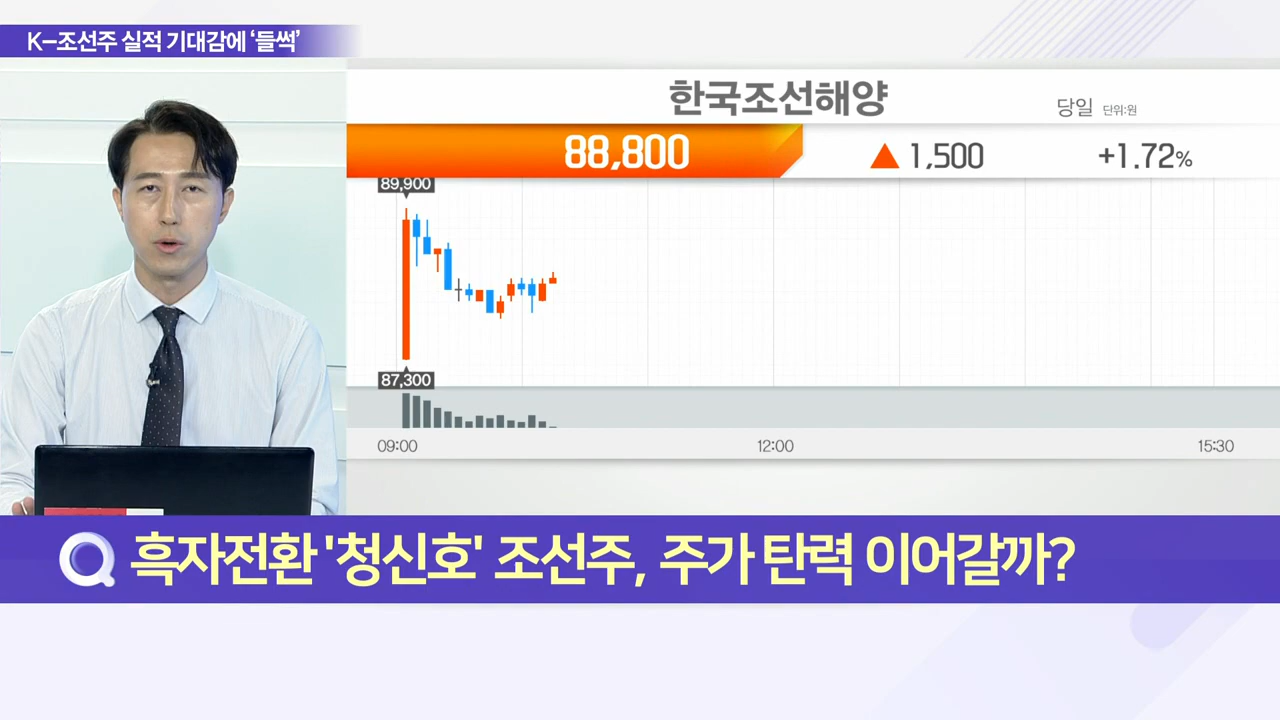 K-조선주 실적 기대감에 '들썩'
한국조선해양
당일 단위:원
88,800 ▲ 1,500 +1.72%
89,900
87,300
09:00 12:00 15:30
Q 흑자전환 '청신호' 조선주, 주가 탄력 이어갈까?